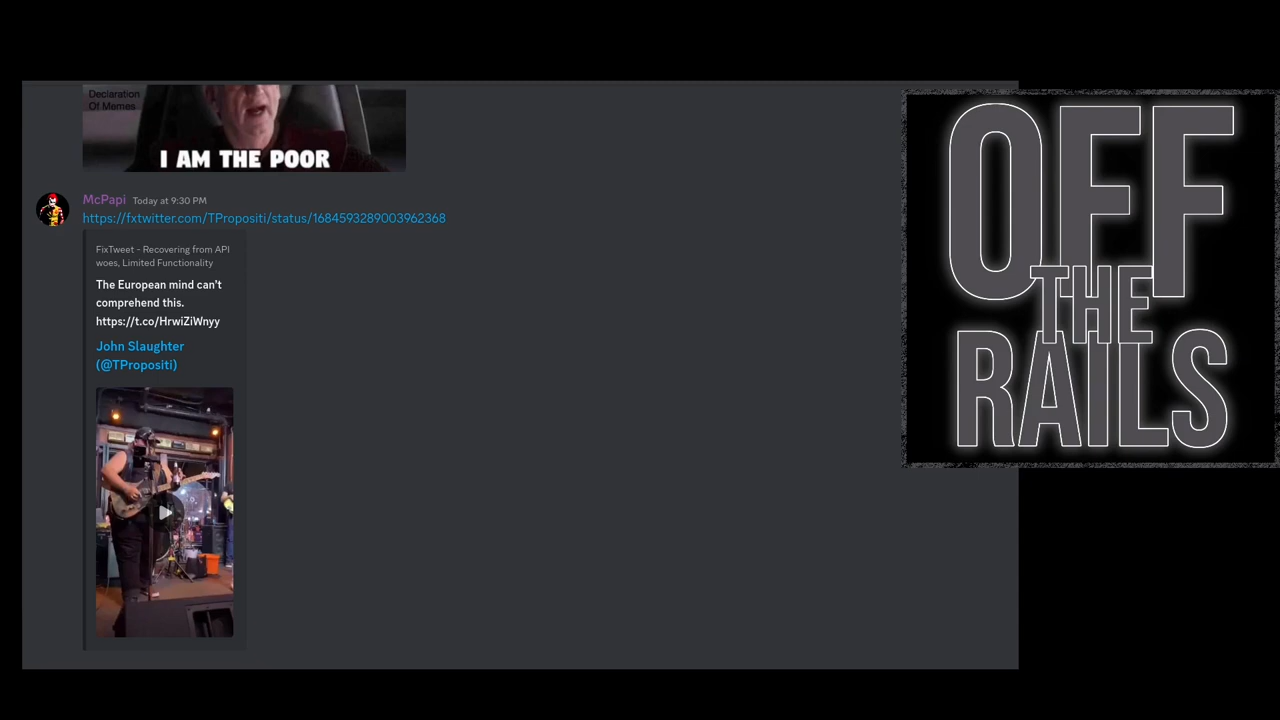 Declaration
Of Memes
I AM THE POOR
McPapi Today at 9:30 PM
https://fxtwitter.com/TPropositi/status/1684593289003962368
FixTweet - Recovering from API
woes, Limited Functionality
The European mind can't
comprehend this.
https://t.co/HrwiZiWnyy
John Slaughter
(@TPropositi)
OFF
THE
RAILS